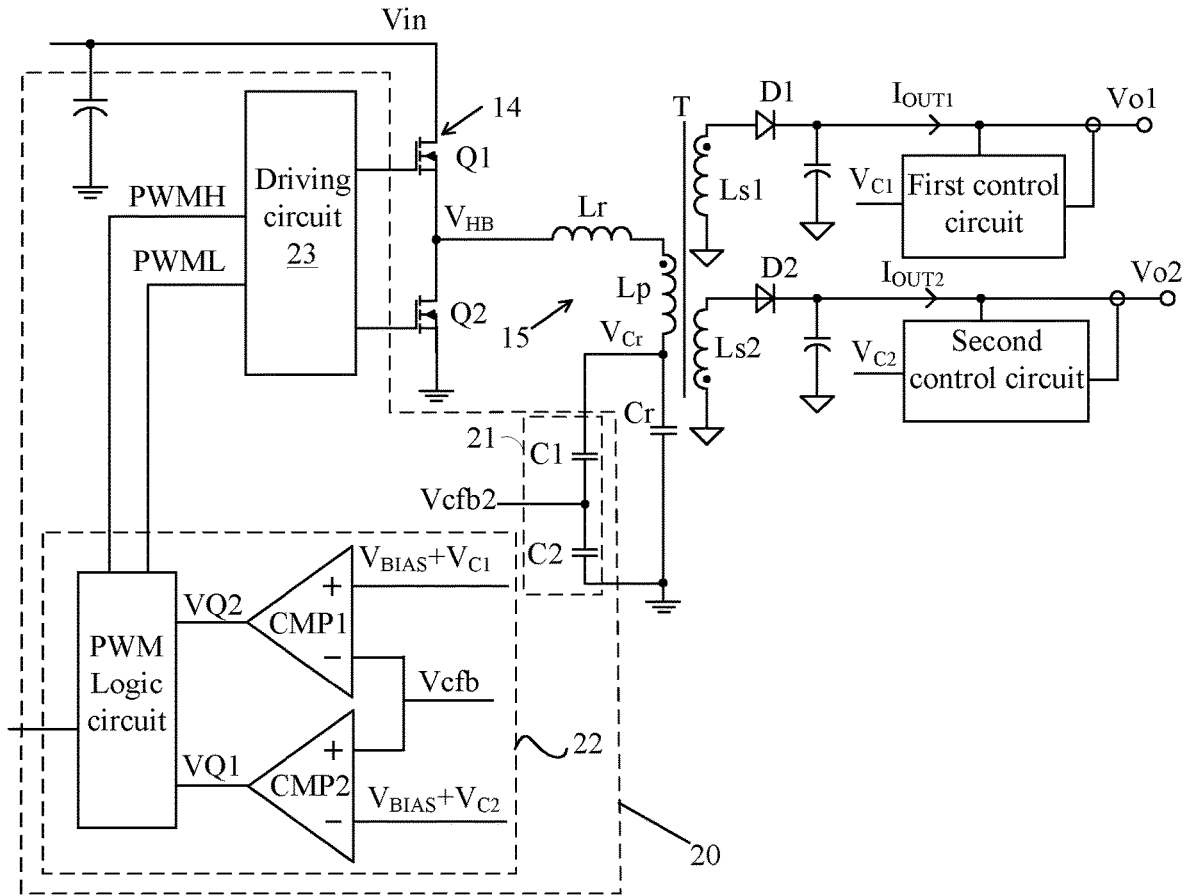 Vin
14
Q1
Driving
circuit
23
PWMH
PWML
V_HB
Q2
Lr
15
Lp
V_Cr
T
Ls1
D1
I_OUT1
Vo1
V_C1
First control
circuit
D2
I_OUT2
Vo2
Ls2
V_C2
Second
control circuit
Cr
21
C1
Vcfb2
C2
V_BIAS+V_C1
+
CMP1
−
VQ2
PWM
Logic
circuit
Vcfb
VQ1
+
CMP2
−
V_BIAS+V_C2
22
20